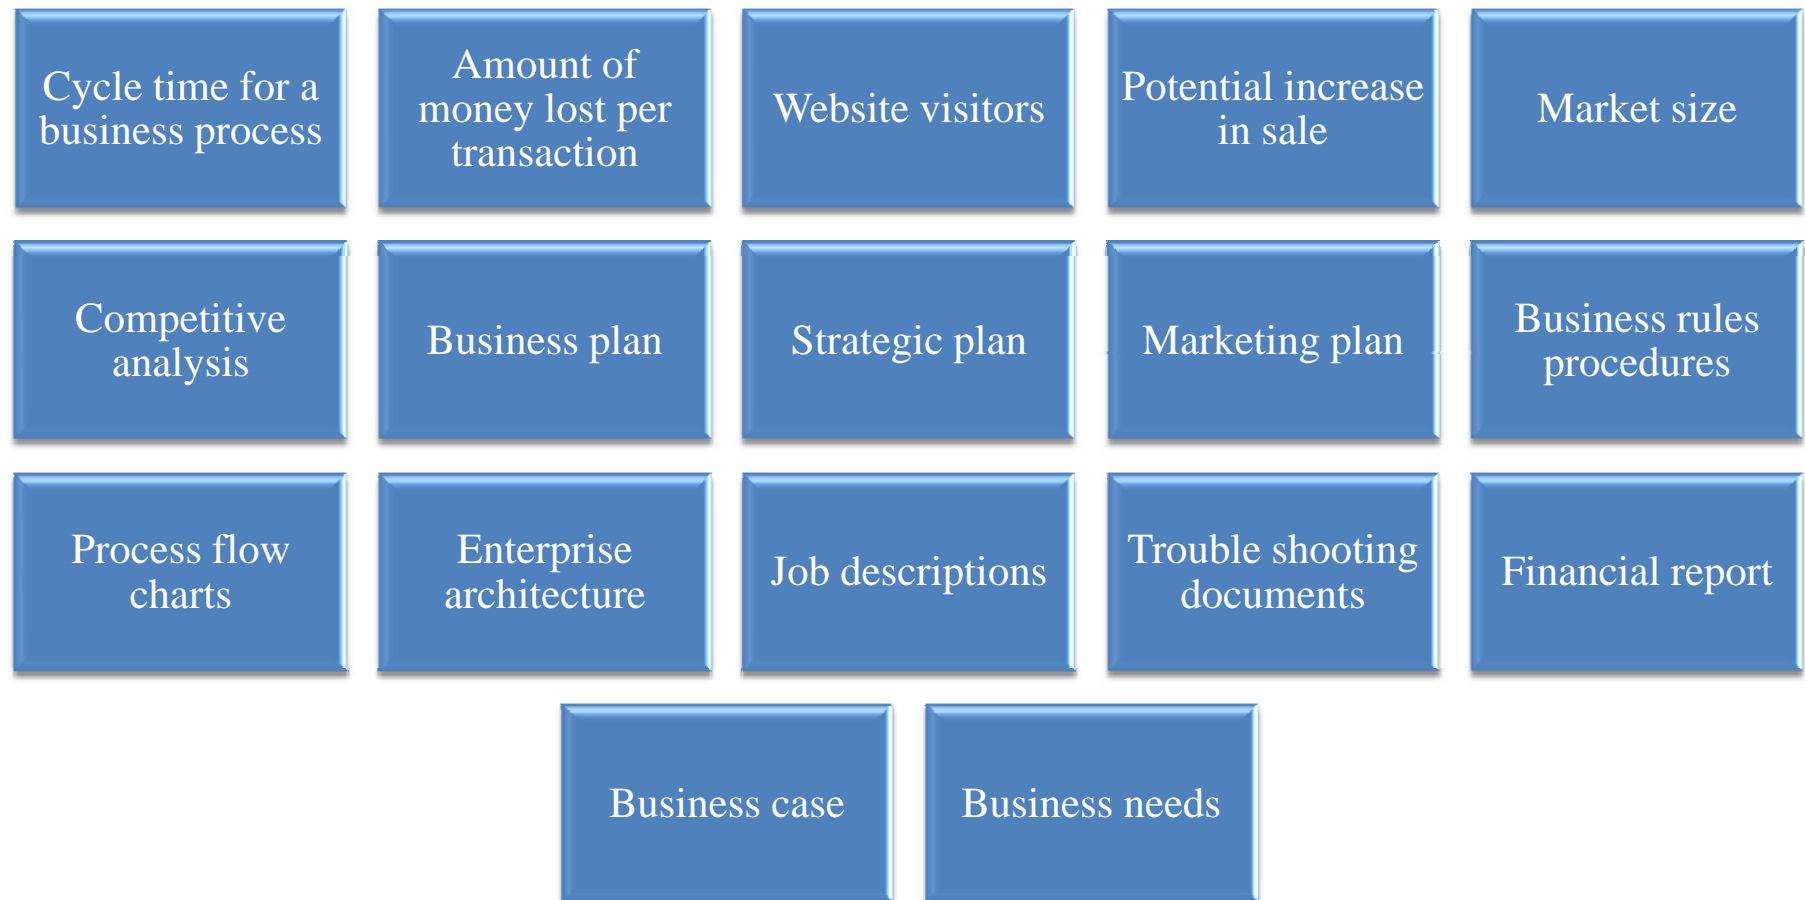 Cycle time for a
business process
Amount of
money lost per
transaction
Website visitors
Potential increase
in sale
Market size
Competitive
analysis
Business plan
Strategic plan
Marketing plan
Business rules
procedures
Process flow
charts
Enterprise
architecture
Job descriptions
Trouble shooting
documents
Financial report
Business case
Business needs